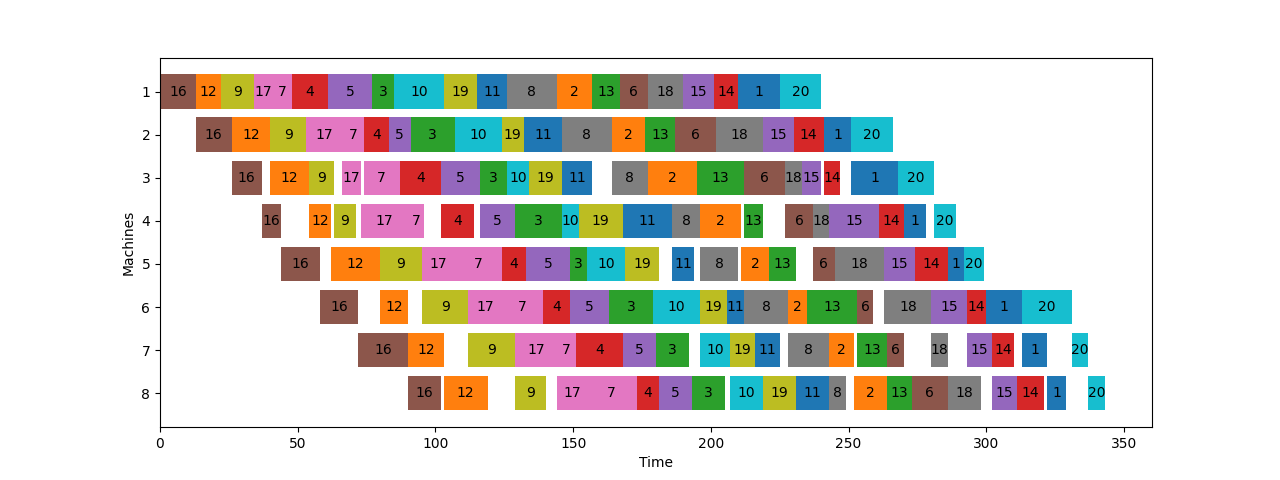 1 16 12 9 17 7 4 5 3 10 19 11 8 2 13 6 18 15 14 1 20
2 16 12 9 17 7 4 5 3 10 19 11 8 2 13 6 18 15 14 1 20
3 16 12 9 17 7 4 5 3 10 19 11 8 2 13 6 18 15 14 1 20
4 16 12 9 17 7 4 5 3 10 19 11 8 2 13 6 18 15 14 1 20
5 16 12 9 17 7 4 5 3 10 19 11 8 2 13 6 18 15 14 1 20
6 16 12 9 17 7 4 5 3 10 19 11 8 2 13 6 18 15 14 1 20
7 16 12 9 17 7 4 5 3 10 19 11 8 2 13 6 18 15 14 1 20
8 16 12 9 17 7 4 5 3 10 19 11 8 2 13 6 18 15 14 1 20
Machines
0 50 100 150 200 250 300 350
Time